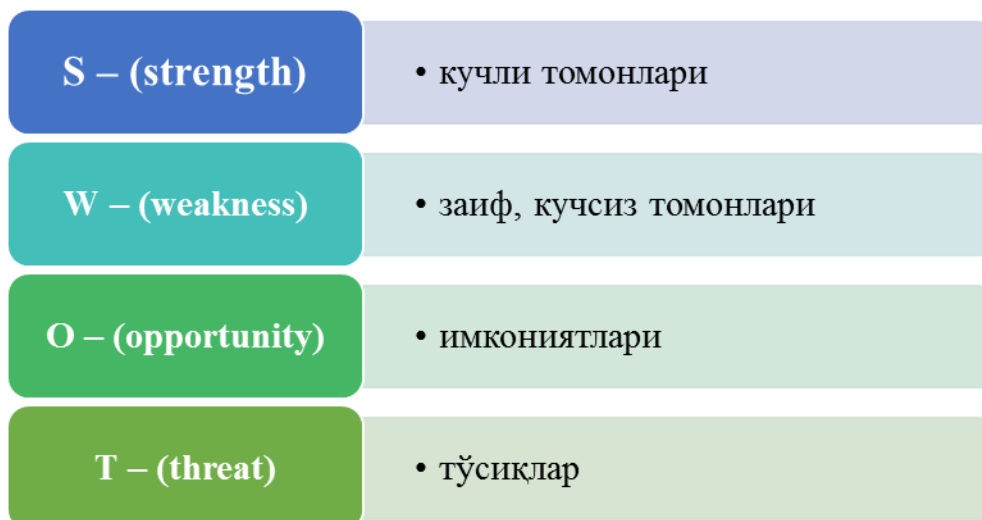 S – (strength)
• кучли томонлари
W – (weakness)
• заиф, кучсиз томонлари
O – (opportunity)
• имкониятлари
T – (threat)
• тўсиқлар